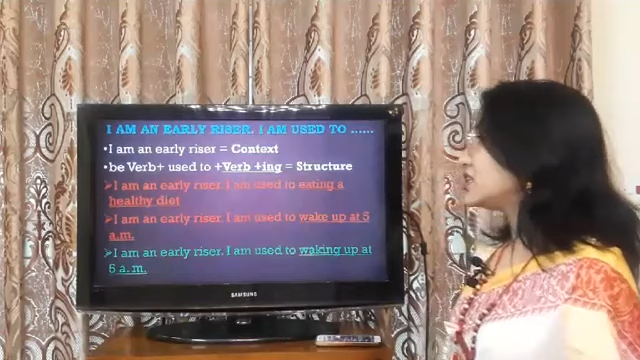 I AM AN EARLY RISER. I AM USED TO ......
•I am an early riser = Context
•be Verb+ used to +Verb +ing = Structure
➢I am an early riser. I am used to eating a
healthy diet
➢I am an early riser. I am used to wake up at 5
a.m.
➢I am an early riser. I am used to waking up at
5 a.m.
SAMSUNG